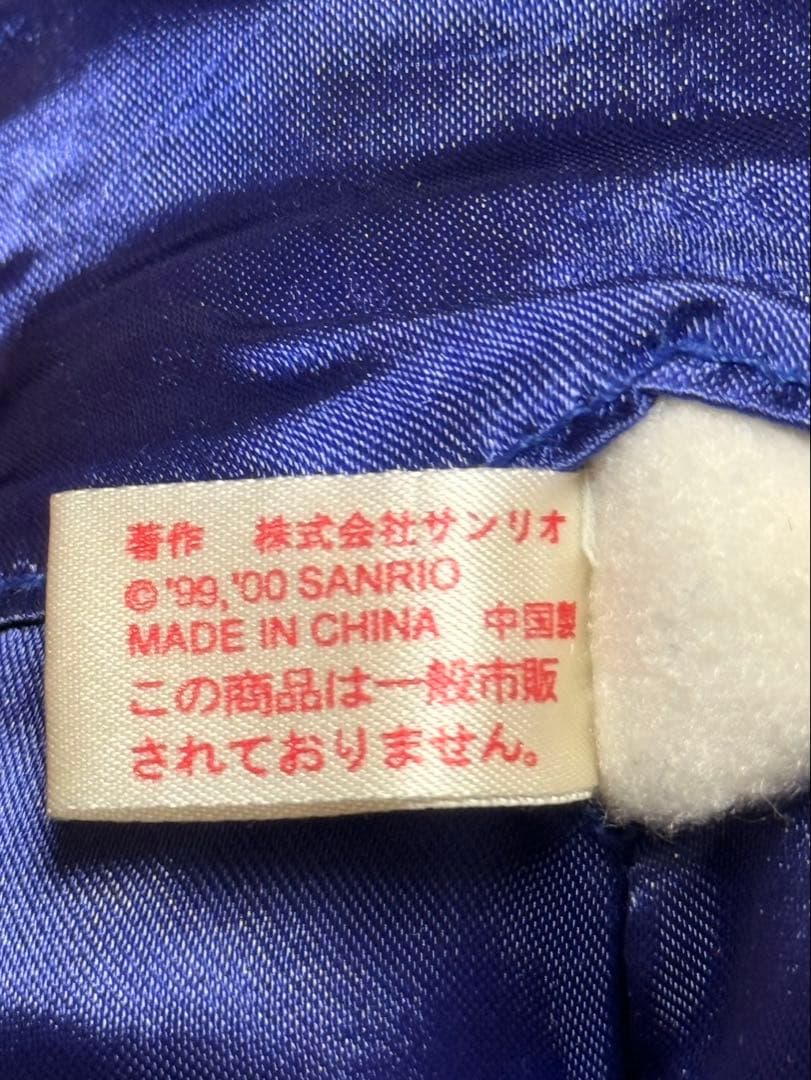 著作 株式会社サンリオ
© '99,'00 SANRIO
MADE IN CHINA 中国製
この商品は一般市販
されておりません。